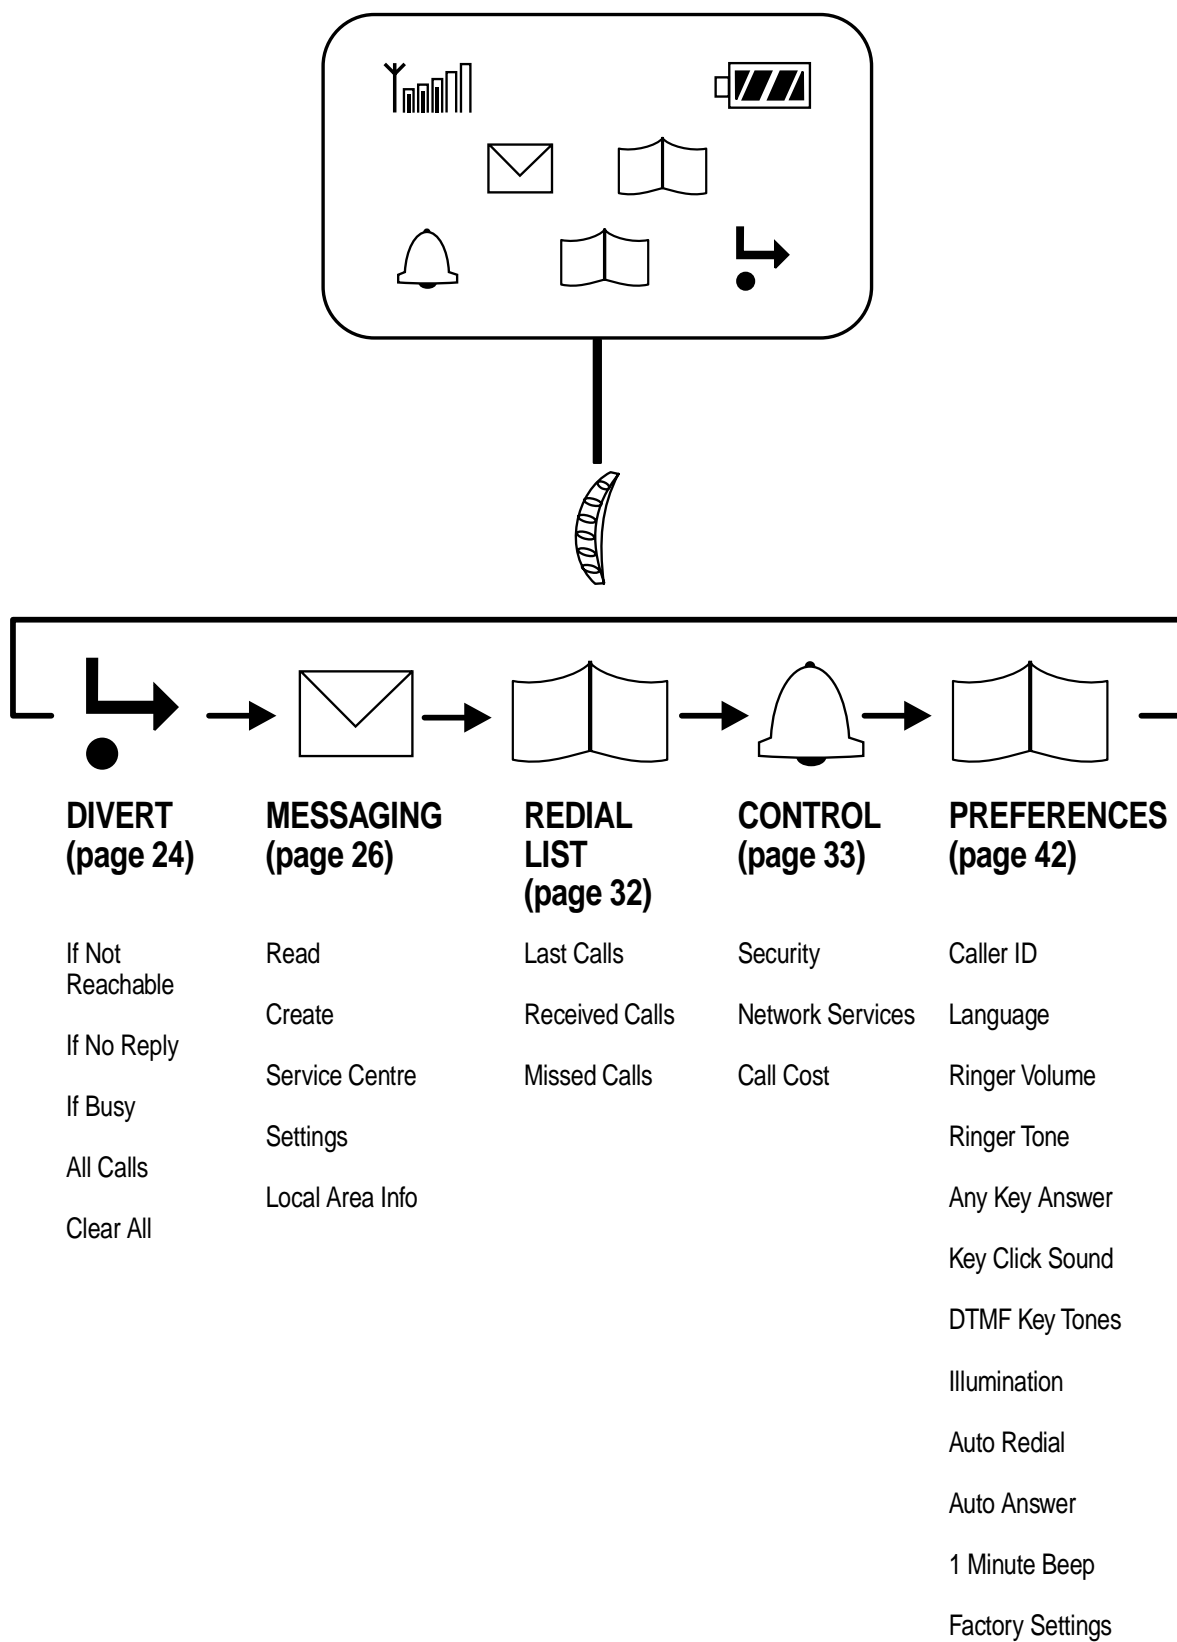 DIVERT
(page 24)
If Not
Reachable
If No Reply
If Busy
All Calls
Clear All
MESSAGING
(page 26)
Read
Create
Service Centre
Settings
Local Area Info
REDIAL
LIST
(page 32)
Last Calls
Received Calls
Missed Calls
CONTROL
(page 33)
Security
Network Services
Call Cost
PREFERENCES
(page 42)
Caller ID
Language
Ringer Volume
Ringer Tone
Any Key Answer
Key Click Sound
DTMF Key Tones
Illumination
Auto Redial
Auto Answer
1 Minute Beep
Factory Settings